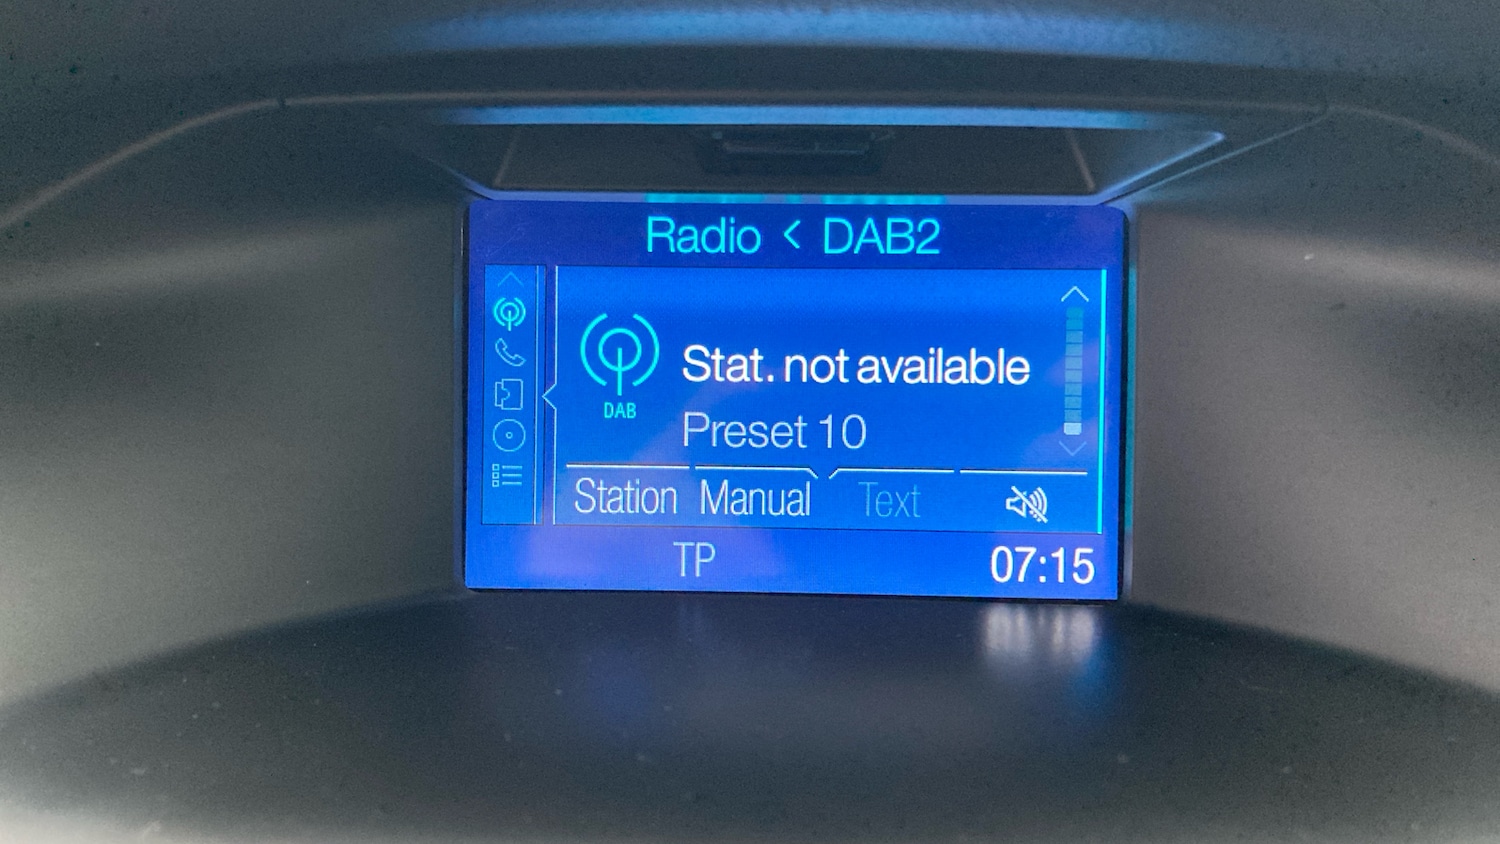 Radio < DAB2
Stat. not available
DAB
Preset 10
Station Manual Text
TP 07:15